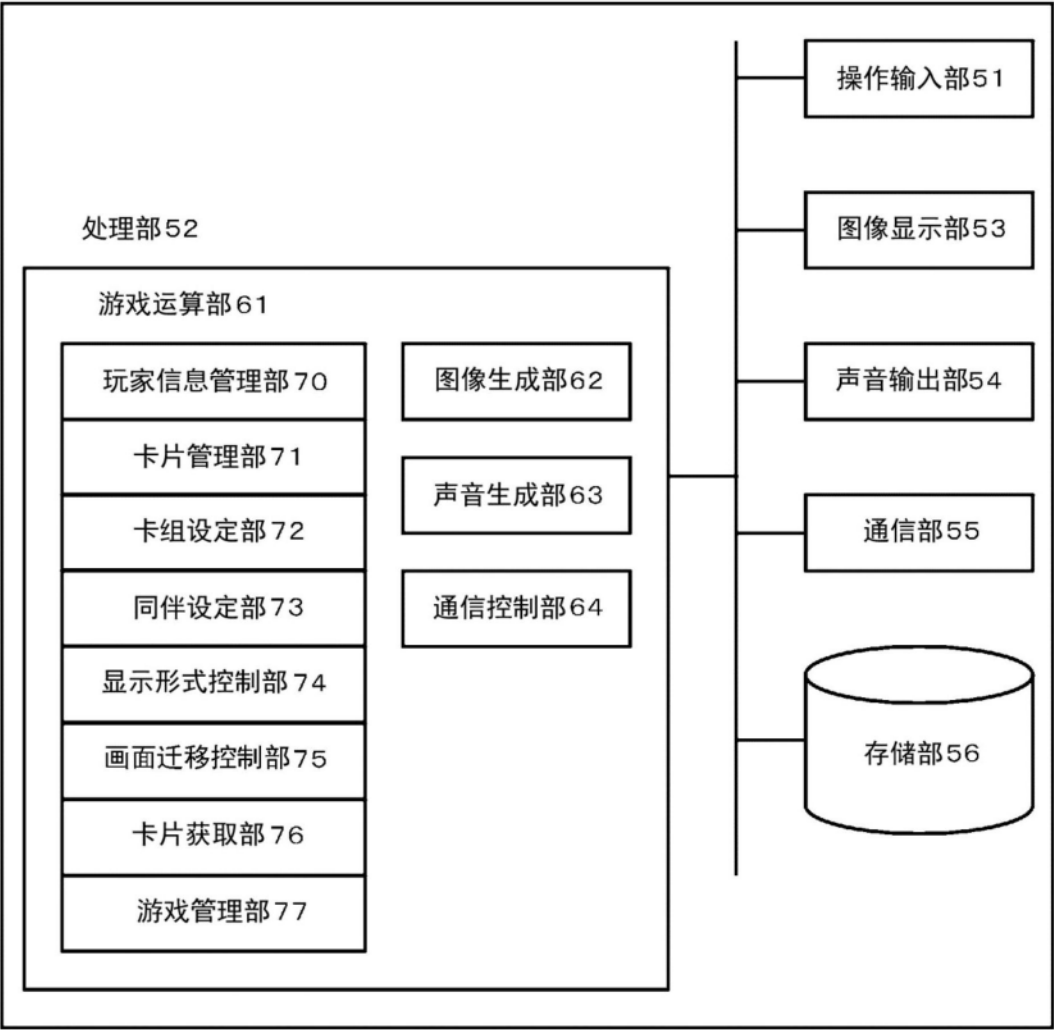 处理部52
游戏运算部61
玩家信息管理部70
卡片管理部71
卡组设定部72
同伴设定部73
显示形式控制部74
画面迁移控制部75
卡片获取部76
游戏管理部77
图像生成部62
声音生成部63
通信控制部64
操作输入部51
图像显示部53
声音输出部54
通信部55
存储部56